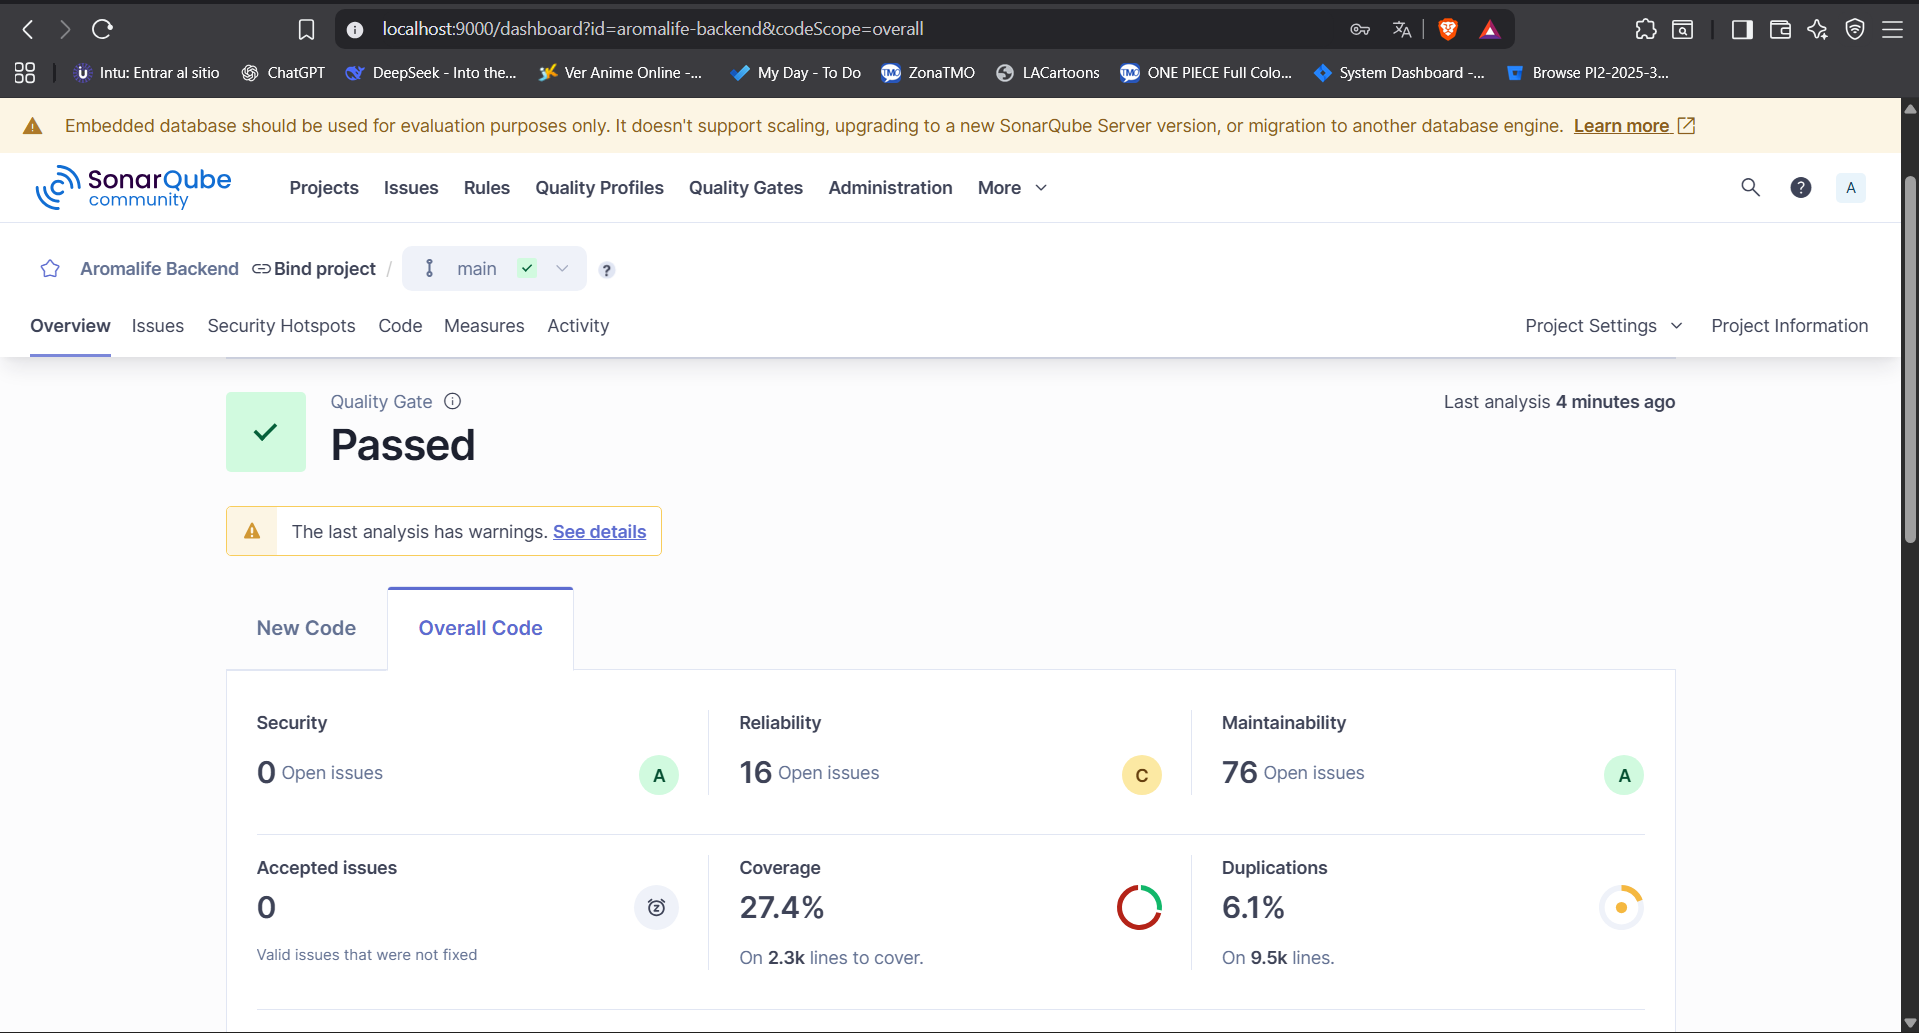 localhost:9000/dashboard?id=aromalife-backend&codeScope=overall
Intu: Entrar al sitio
ChatGPT
DeepSeek - Into the...
Ver Anime Online -...
My Day - To Do
ZonaTMO
LACartoons
ONE PIECE Full Colo...
System Dashboard -...
Browse PI2-2025-3...
Embedded database should be used for evaluation purposes only. It doesn't support scaling, upgrading to a new SonarQube Server version, or migration to another database engine. Learn more
SonarQube
community
Projects
Issues
Rules
Quality Profiles
Quality Gates
Administration
More
?
A
Aromalife Backend
Bind project
/
main
?
Overview
Issues
Security Hotspots
Code
Measures
Activity
Project Settings
Project Information
Quality Gate
Passed
Last analysis 4 minutes ago
The last analysis has warnings. See details
New Code
Overall Code
Security
0 Open issues
A
Reliability
16 Open issues
C
Maintainability
76 Open issues
A
Accepted issues
0
Valid issues that were not fixed
Coverage
27.4%
On 2.3k lines to cover.
Duplications
6.1%
On 9.5k lines.